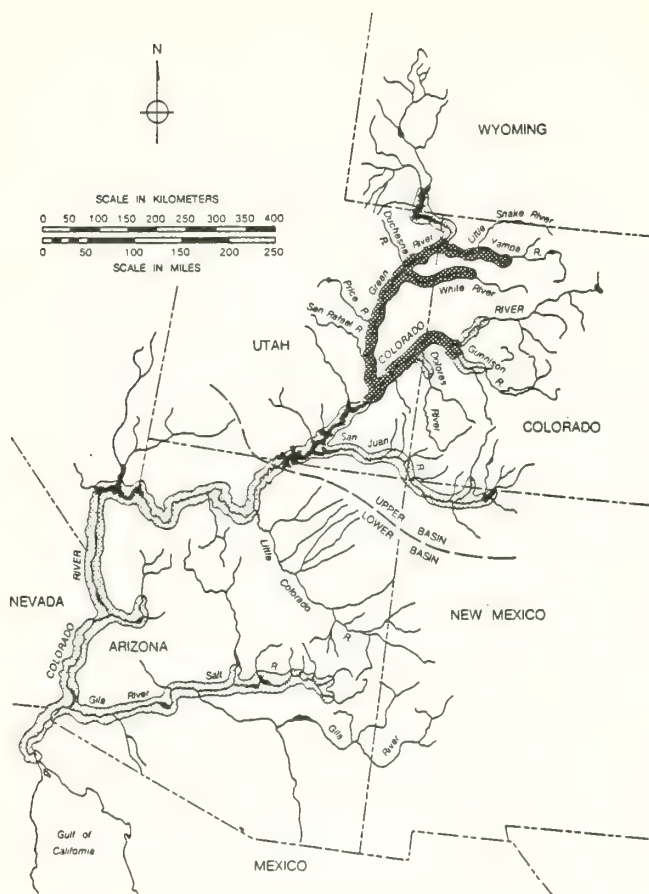 N
WYOMING
SCALE IN KILOMETERS
0 50 100 150 200 250 300 350 400
0 50 100 150 200 250
SCALE IN MILES
Duchesne
R.
River
Little
Snake River
Yampa R.
Green
White River
Price R.
San Rafael R.
RIVER
COLORADO
UTAH
Gunnison
R.
Dolores
River
COLORADO
San Juan
R.
UPPER BASIN
LOWER BASIN
RIVER
COLORADO
Little
Colorado
R.
NEVADA
NEW MEXICO
ARIZONA
Salt
R.
Gila River
Gila
River
Gulf of
California
MEXICO